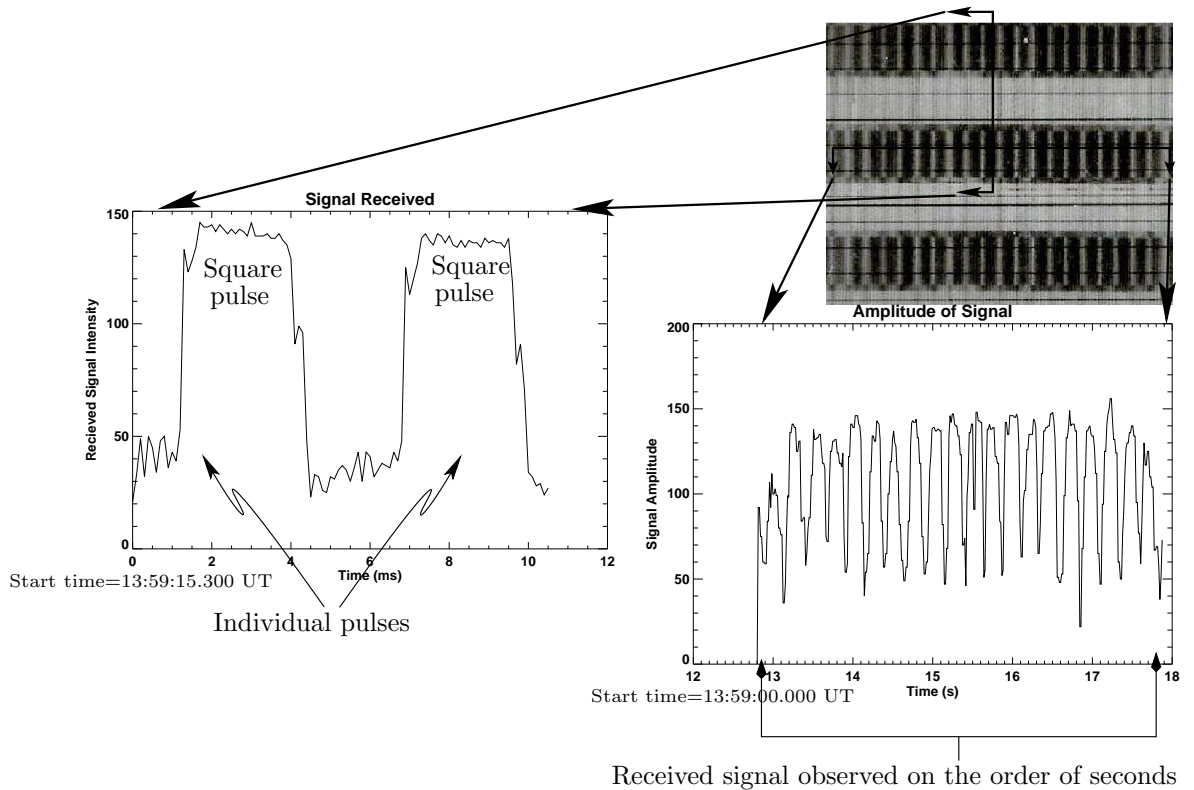 Signal Received
150
100
50
0
Recieved Signal Intensity
Square
pulse
Square
pulse
0 2 4 6 8 10 12
Time (ms)
Start time=13:59:15.300 UT
Individual pulses
Amplitude of Signal
200
150
100
50
0
Signal Amplitude
12 13 14 15 16 17 18
Time (s)
Start time=13:59:00.000 UT
Received signal observed on the order of seconds